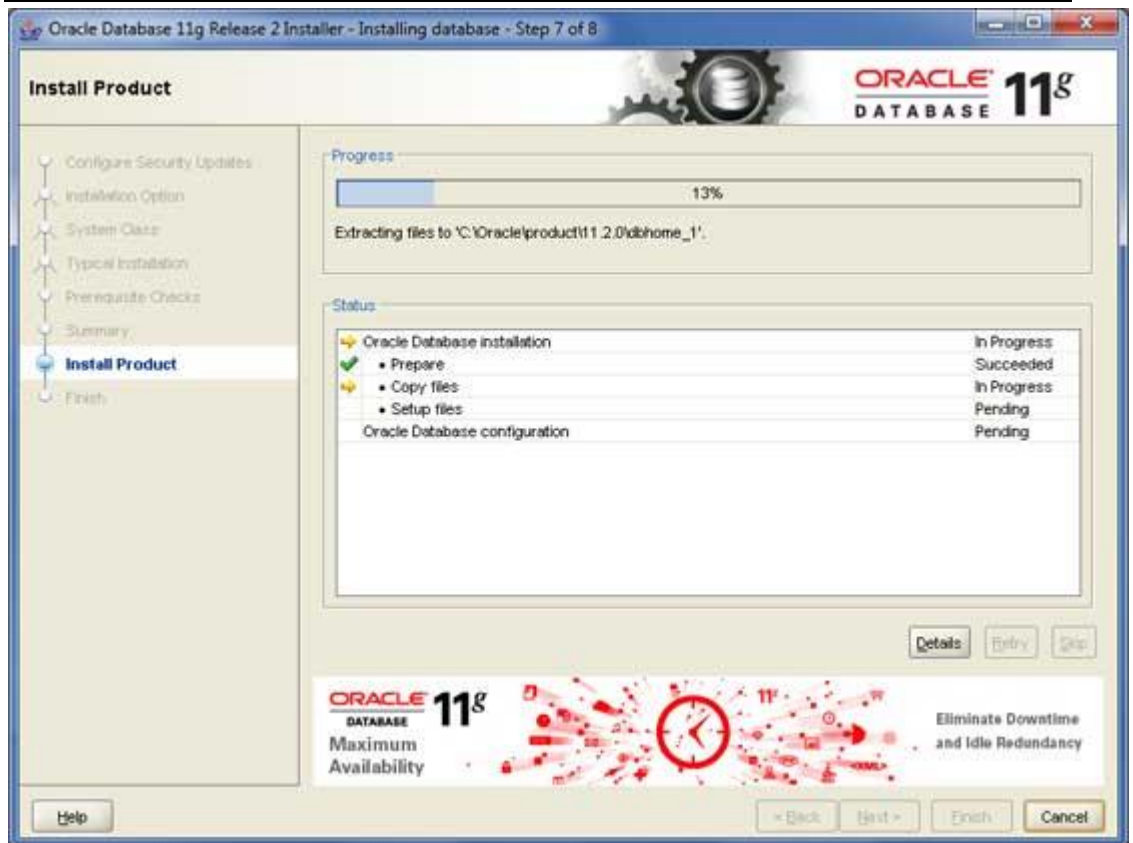 Oracle Database 11g Release 2 Installer - Installing database - Step 7 of 8
Install Product
ORACLE DATABASE 11g
Configure Security Updates
Installation Option
System Class
Typical Installation
Prerequisite Checks
Summary
Install Product
Finish
Progress
13%
Extracting files to 'C:\Oracle\product\11.2.0\dbhome_1'.
Status
Oracle Database installation In Progress
• Prepare Succeeded
• Copy files In Progress
• Setup files Pending
Oracle Database configuration Pending
Details Retry Skip
ORACLE DATABASE 11g
Maximum
Availability
11g
<XML>
Eliminate Downtime
and Idle Redundancy
Help < Back Next > Finish Cancel